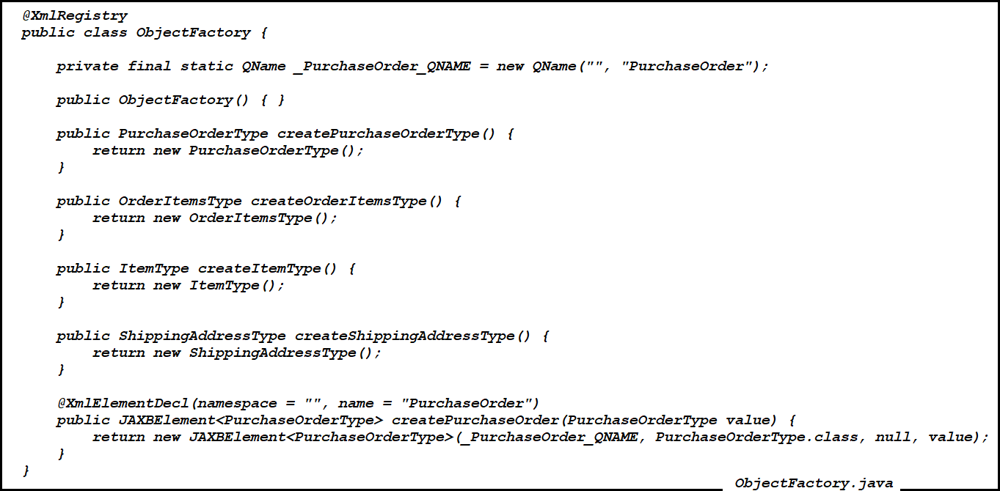 @XmlRegistry
public class ObjectFactory {
private final static QName _PurchaseOrder_QNAME = new QName("", "PurchaseOrder");
public ObjectFactory() { }
public PurchaseOrderType createPurchaseOrderType() {
return new PurchaseOrderType();
}
public OrderItemsType createOrderItemsType() {
return new OrderItemsType();
}
public ItemType createItemType() {
return new ItemType();
}
public ShippingAddressType createShippingAddressType() {
return new ShippingAddressType();
}
@XmlElementDecl(namespace = "", name = "PurchaseOrder")
public JAXBElement<PurchaseOrderType> createPurchaseOrder(PurchaseOrderType value) {
return new JAXBElement<PurchaseOrderType>(_PurchaseOrder_QNAME, PurchaseOrderType.class, null, value);
}
}
ObjectFactory.java